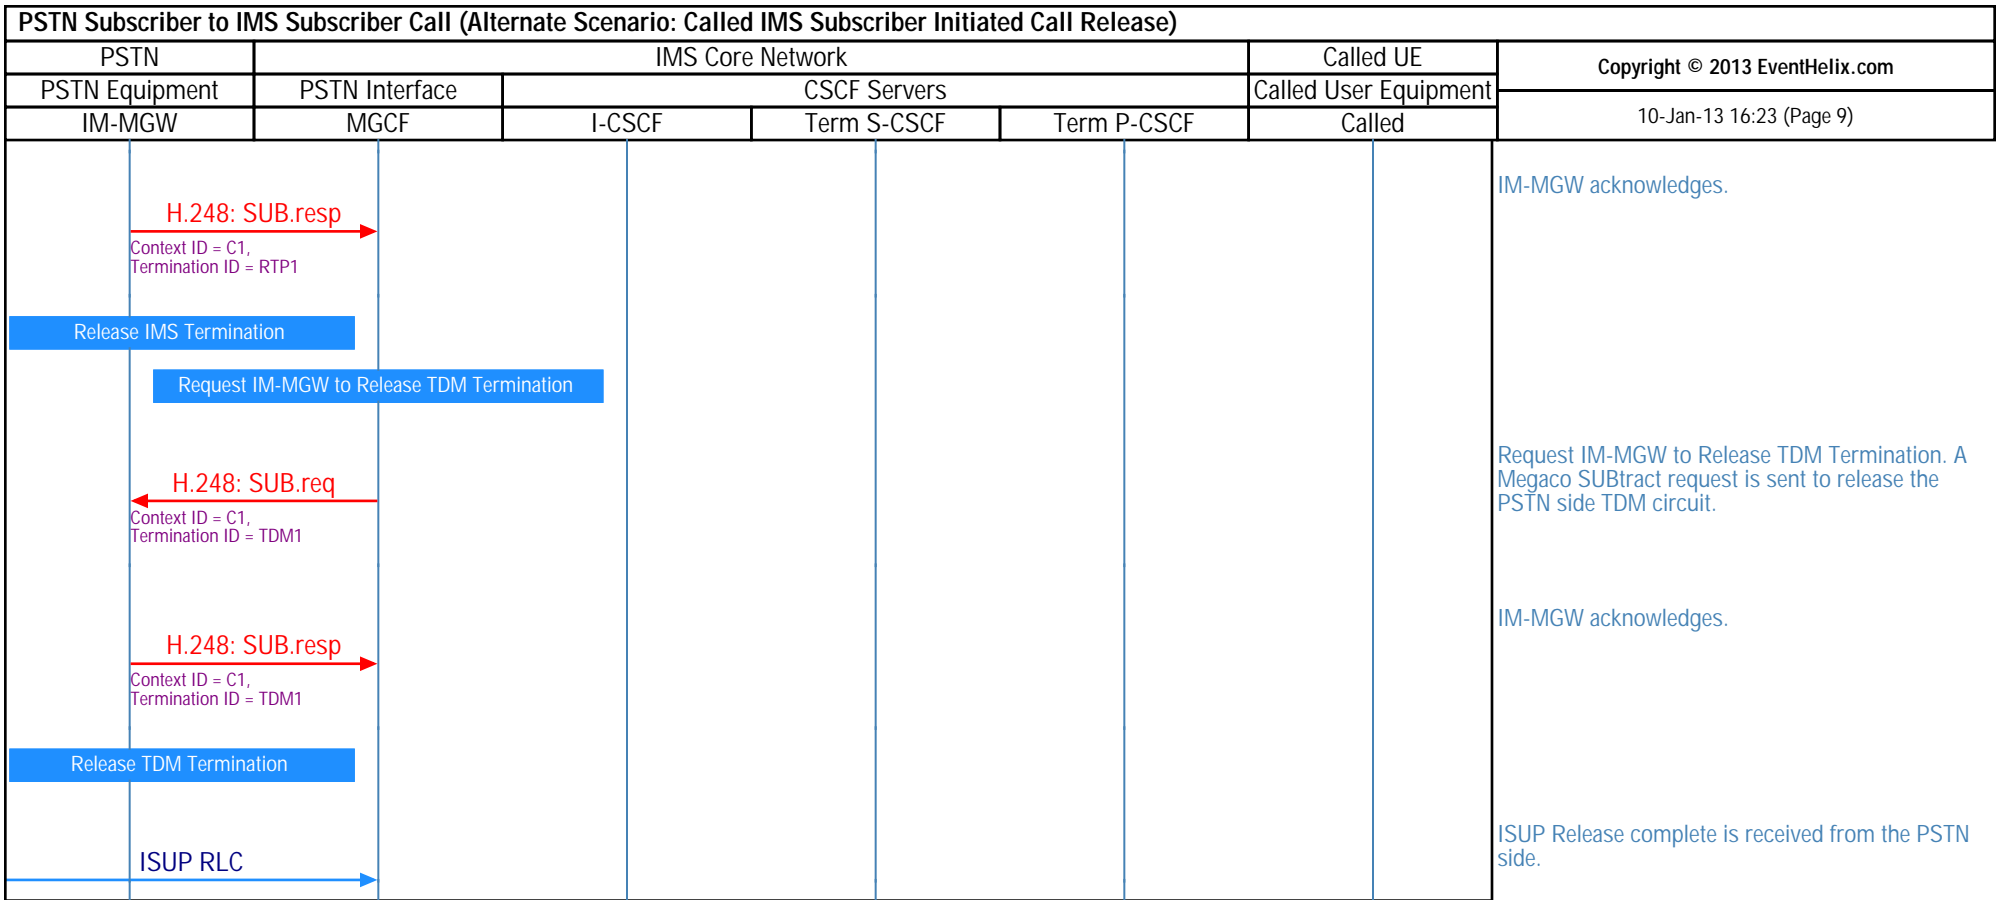 PSTN Subscriber to IMS Subscriber Call (Alternate Scenario: Called IMS Subscriber Initiated Call Release)
PSTN IMS Core Network Called UE
Copyright © 2013 EventHelix.com
PSTN Equipment PSTN Interface CSCF Servers Called User Equipment
10-Jan-13 16:23 (Page 9)
IM-MGW MGCF I-CSCF Term S-CSCF Term P-CSCF Called
IM-MGW acknowledges.
H.248: SUB.resp
Context ID = C1,
Termination ID = RTP1
Release IMS Termination
Request IM-MGW to Release TDM Termination
Request IM-MGW to Release TDM Termination. A
Megaco SUBtract request is sent to release the
PSTN side TDM circuit.
H.248: SUB.req
Context ID = C1,
Termination ID = TDM1
IM-MGW acknowledges.
H.248: SUB.resp
Context ID = C1,
Termination ID = TDM1
Release TDM Termination
ISUP Release complete is received from the PSTN
side.
ISUP RLC